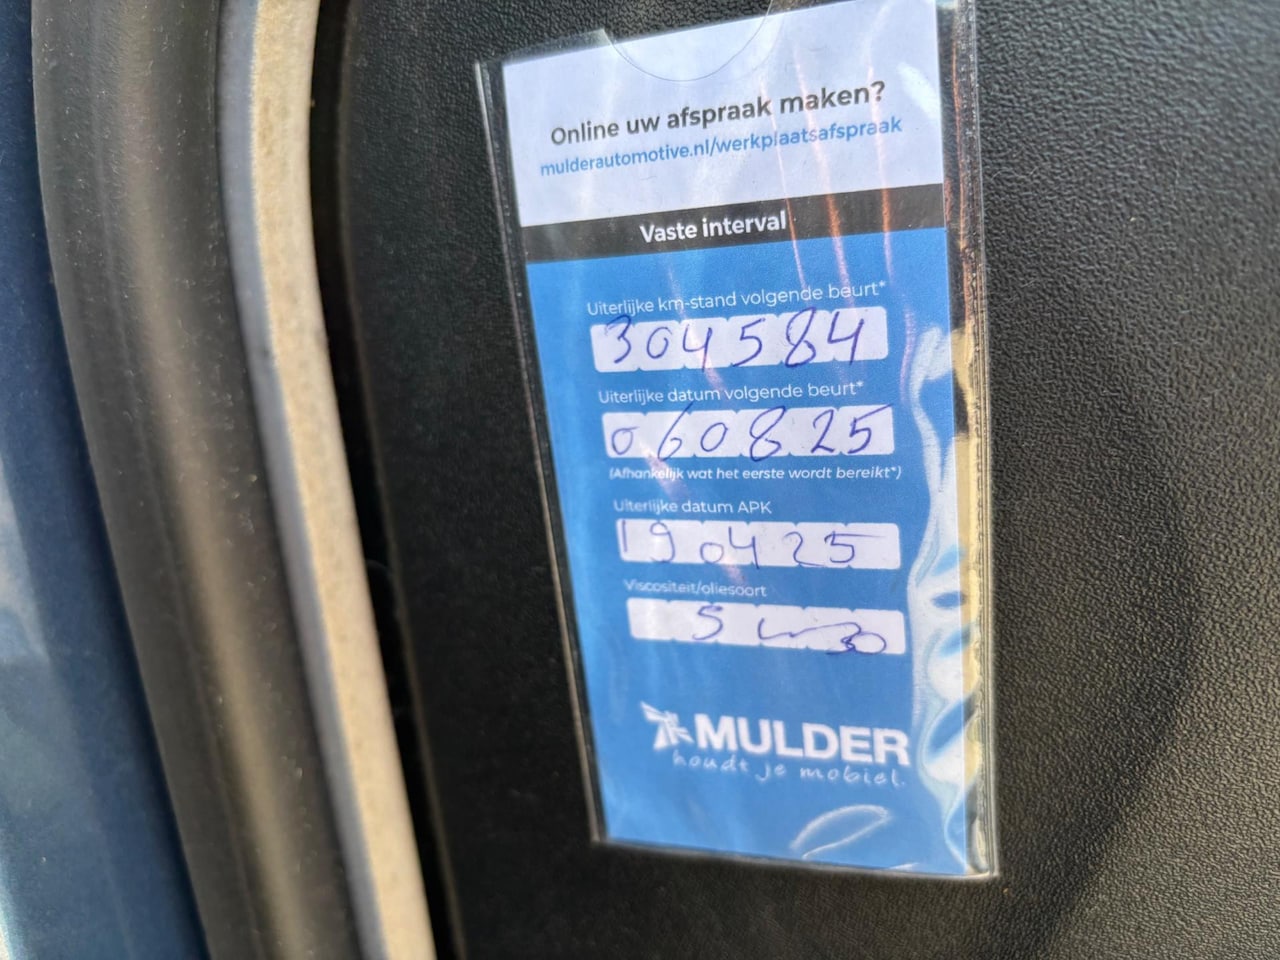 Online uw afspraak maken?
mulderautomotive.nl/werkplaatsafspraak
Vaste interval
Uiterlijke km-stand volgende beurt*
304584
Uiterlijke datum volgende beurt*
060825
(Afhankelijk wat het eerste wordt bereikt*)
Uiterlijke datum APK
190425
Viscositeit/oliesoort
5w30
MULDER
houdt je mobiel.